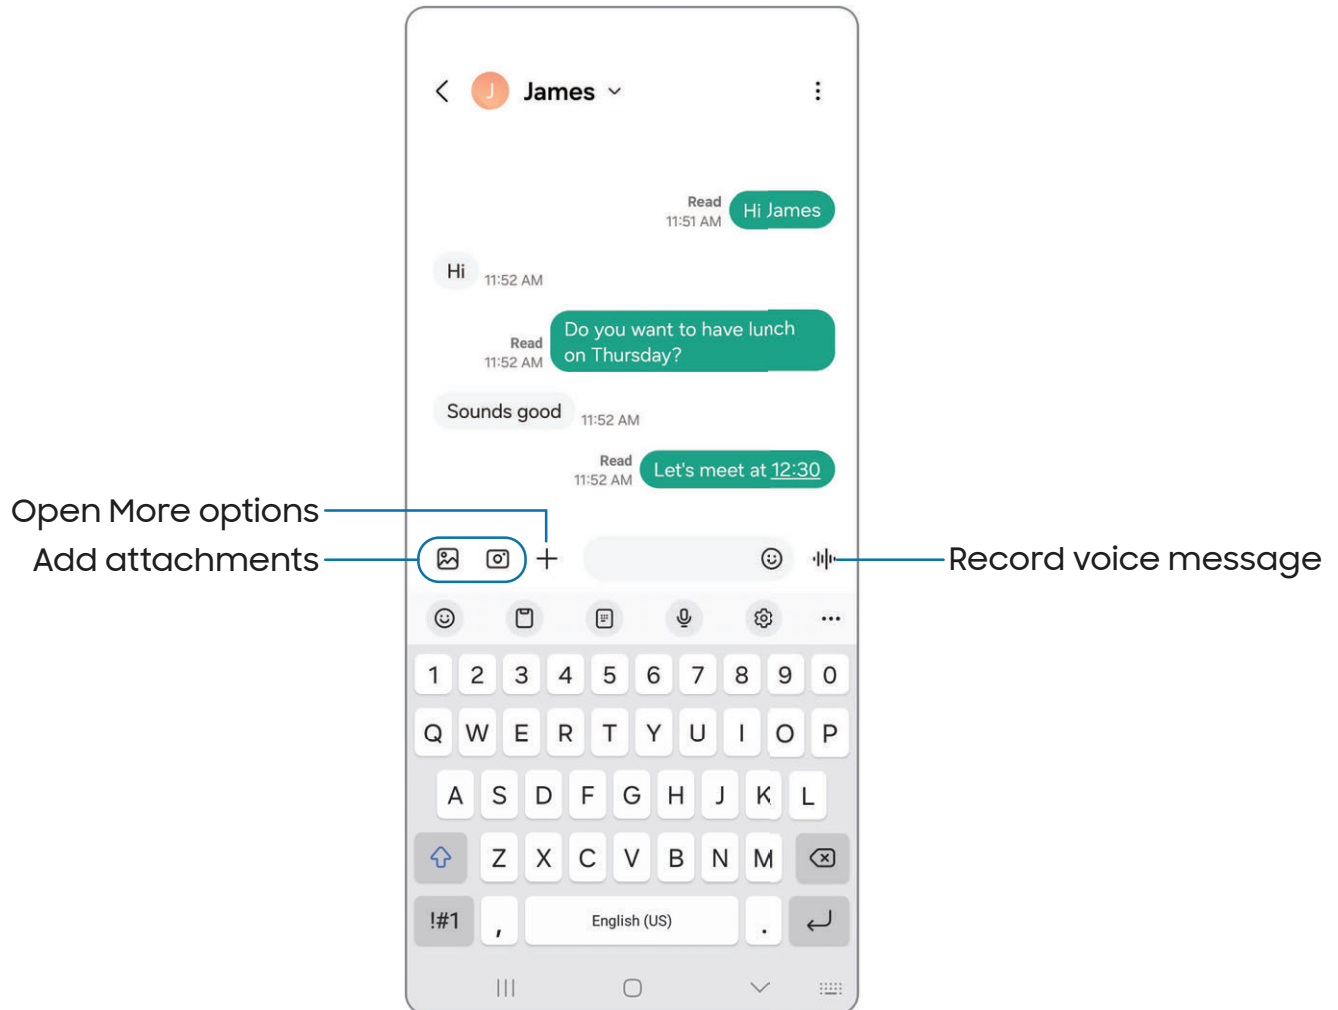 J James
Read
11:51 AM
Hi James
Hi
11:52 AM
Read
11:52 AM
Do you want to have lunch
on Thursday?
Sounds good
11:52 AM
Read
11:52 AM
Let's meet at 12:30
Open More options
Add attachments
Record voice message
1 2 3 4 5 6 7 8 9 0
Q W E R T Y U I O P
A S D F G H J K L
Z X C V B N M
!#1 , English (US) .